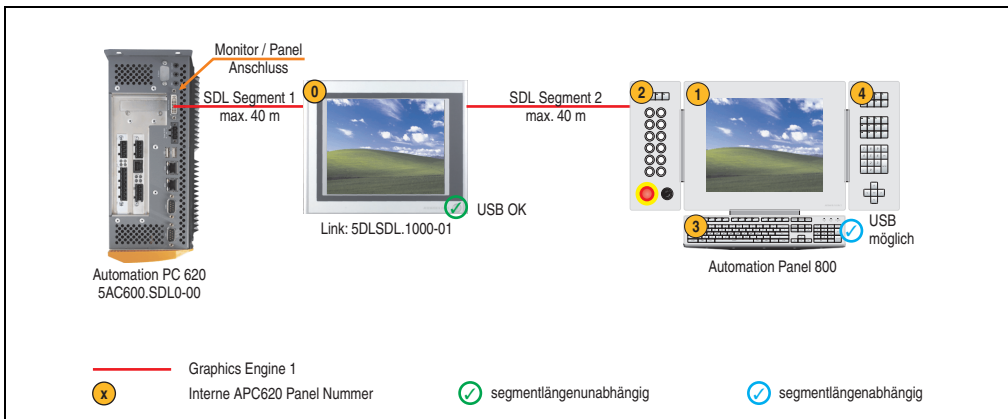 Monitor / Panel
Anschluss
SDL Segment 1
max. 40 m
0
SDL Segment 2
max. 40 m
2
1
4
USB OK
Link: 5DLSDL.1000-01
3
USB
möglich
Automation Panel 800
Automation PC 620
5AC600.SDL0-00
Graphics Engine 1
x
Interne APC620 Panel Nummer
segmentlängenunabhängig
segmentlängenabhängig